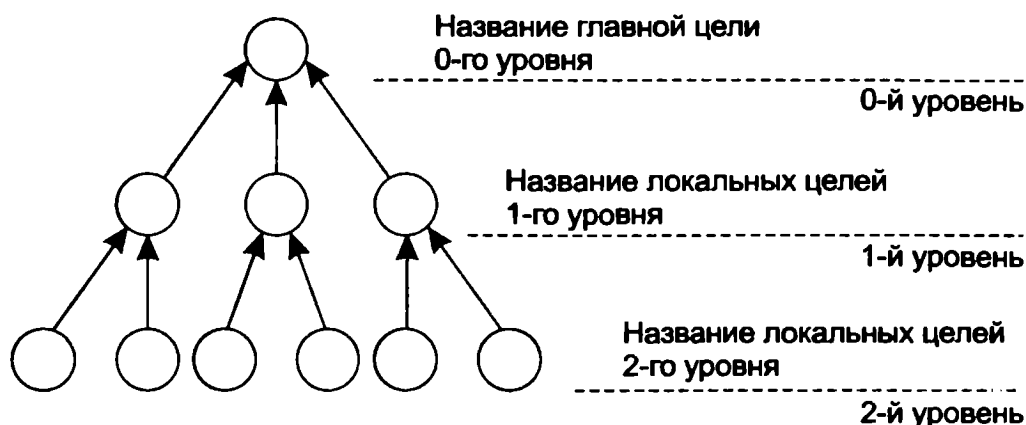 Название главной цели
0-го уровня
0-й уровень
Название локальных целей
1-го уровня
1-й уровень
Название локальных целей
2-го уровня
2-й уровень